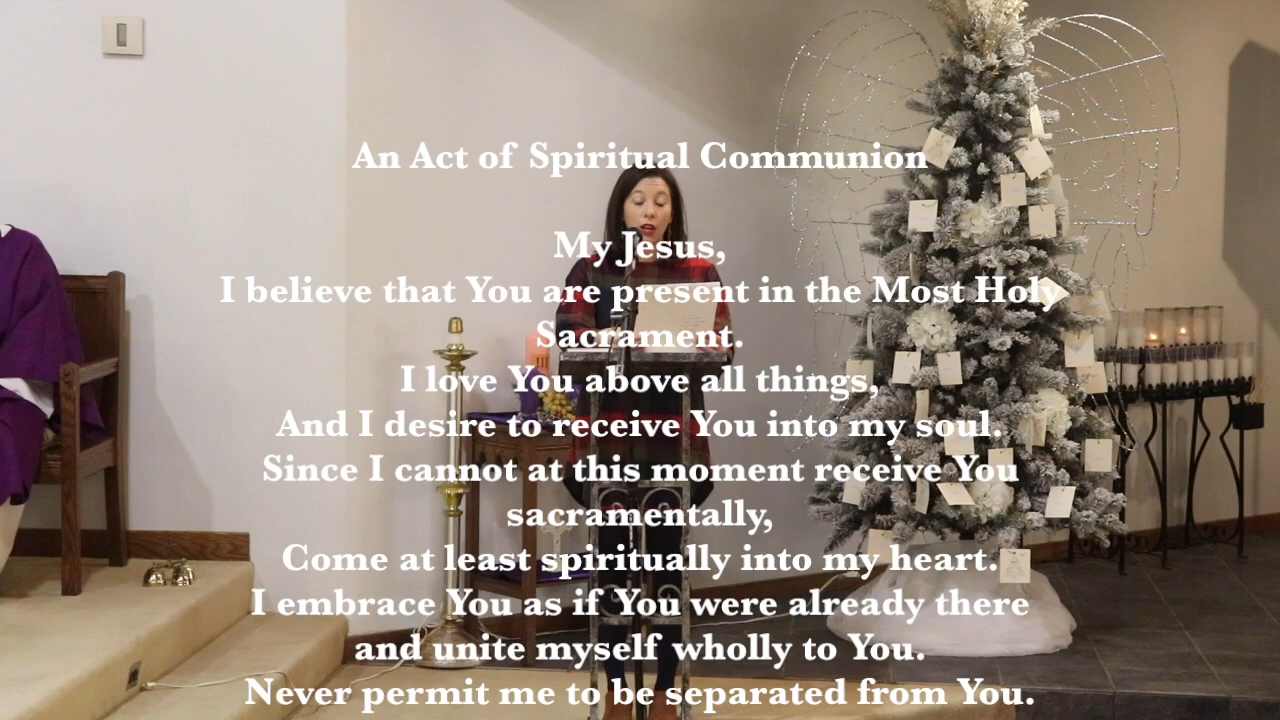 An Act of Spiritual Communion
My Jesus,
I believe that You are present in the Most Holy
Sacrament.
I love You above all things,
And I desire to receive You into my soul.
Since I cannot at this moment receive You
sacramentally,
Come at least spiritually into my heart.
I embrace You as if You were already there
and unite myself wholly to You.
Never permit me to be separated from You.